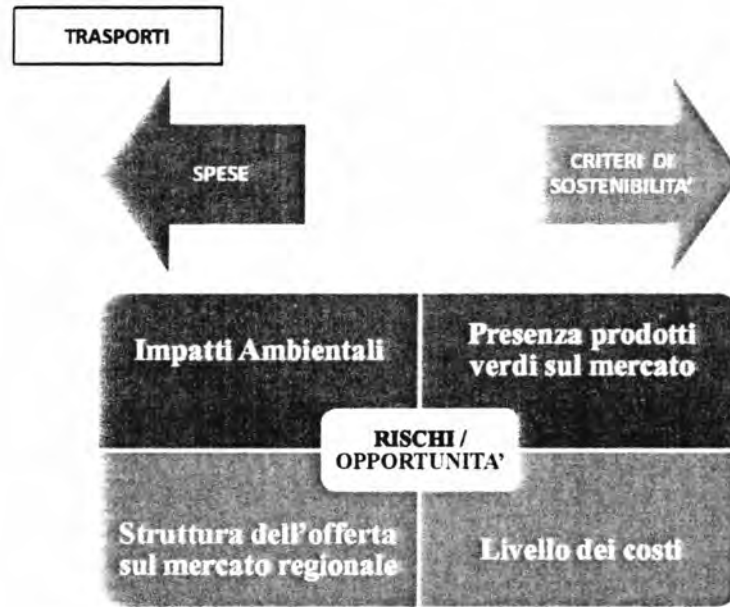 TRASPORTI
SPESE
CRITERI DI
SOSTENIBILITA'
Impatti Ambientali
Presenza prodotti
verdi sul mercato
RISCHI /
OPPORTUNITA'
Struttura dell'offerta
sul mercato regionale
Livello dei costi